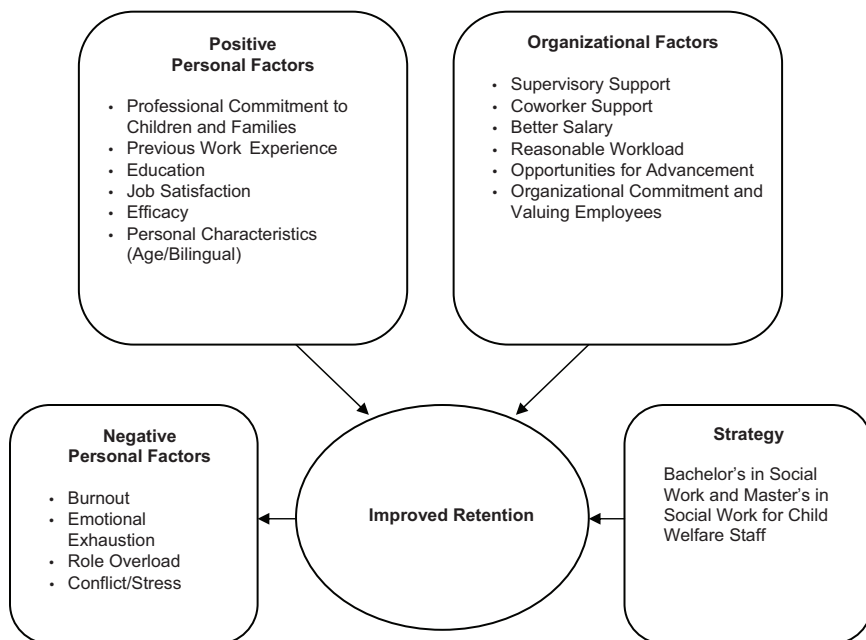 Positive
Personal Factors
• Professional Commitment to
Children and Families
• Previous Work Experience
• Education
• Job Satisfaction
• Efficacy
• Personal Characteristics
(Age/Bilingual)
Organizational Factors
• Supervisory Support
• Coworker Support
• Better Salary
• Reasonable Workload
• Opportunities for Advancement
• Organizational Commitment and
Valuing Employees
Negative
Personal Factors
• Burnout
• Emotional
Exhaustion
• Role Overload
• Conflict/Stress
Improved Retention
Strategy
Bachelor’s in Social
Work and Master’s in
Social Work for Child
Welfare Staff